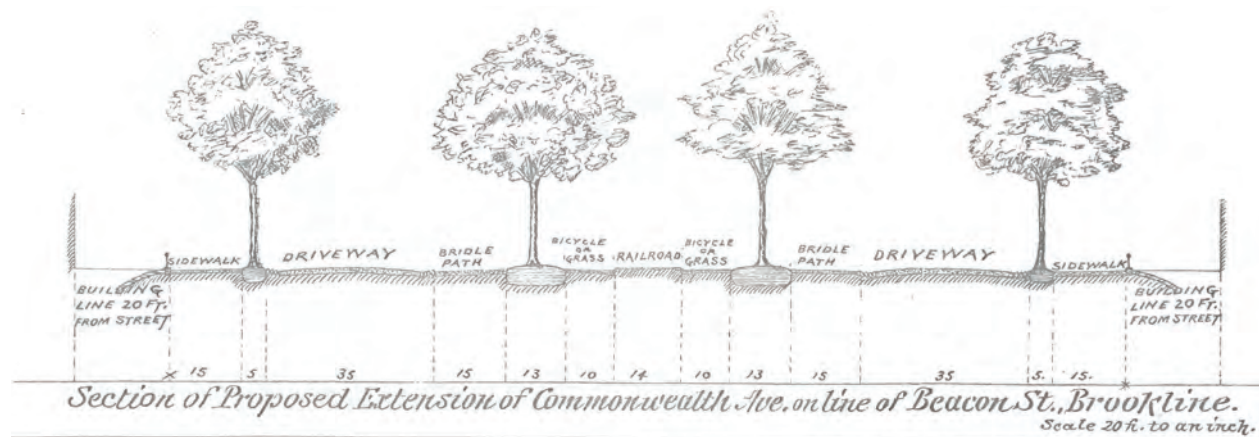 SIDEWALK DRIVEWAY BRIDLE PATH BICYCLE OR GRASS RAILROAD BICYCLE OR GRASS BRIDLE PATH DRIVEWAY SIDEWALK
BUILDING LINE 20 FT. FROM STREET
BUILDING LINE 20 FT. FROM STREET
15 5 35 15 13 10 14 10 13 15 35 5. 15.
Section of Proposed Extension of Commonwealth Ave. on line of Beacon St., Brookline.
Scale 20 ft. to an inch.